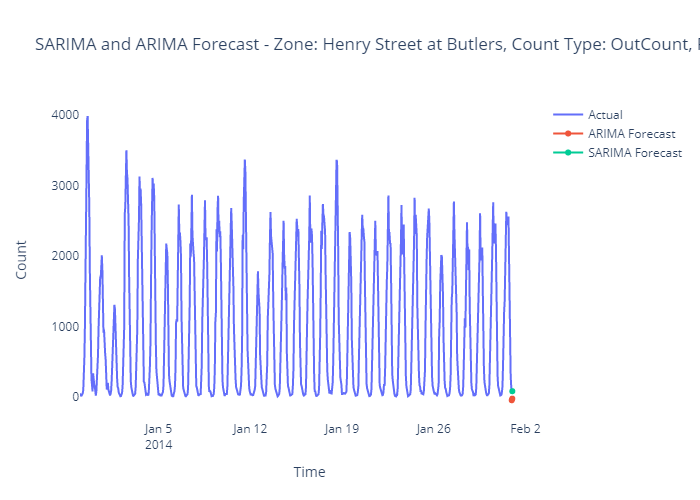 SARIMA and ARIMA Forecast - Zone: Henry Street at Butlers, Count Type: OutCount,
Actual
ARIMA Forecast
SARIMA Forecast
Count
4000
3000
2000
1000
0
Jan 5
2014
Jan 12
Jan 19
Jan 26
Feb 2
Time